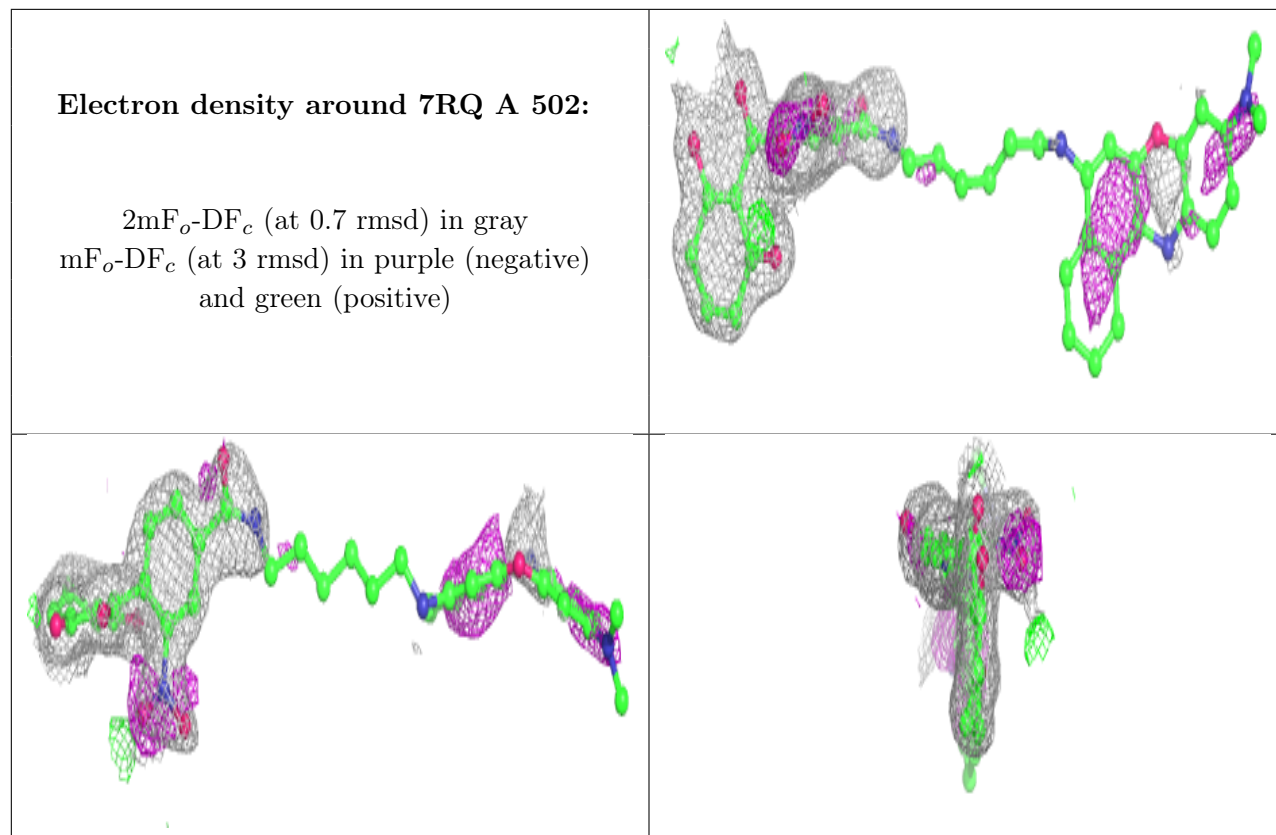 Electron density around 7RQ A 502:
2mFo-DFc (at 0.7 rmsd) in gray
mFo-DFc (at 3 rmsd) in purple (negative)
and green (positive)